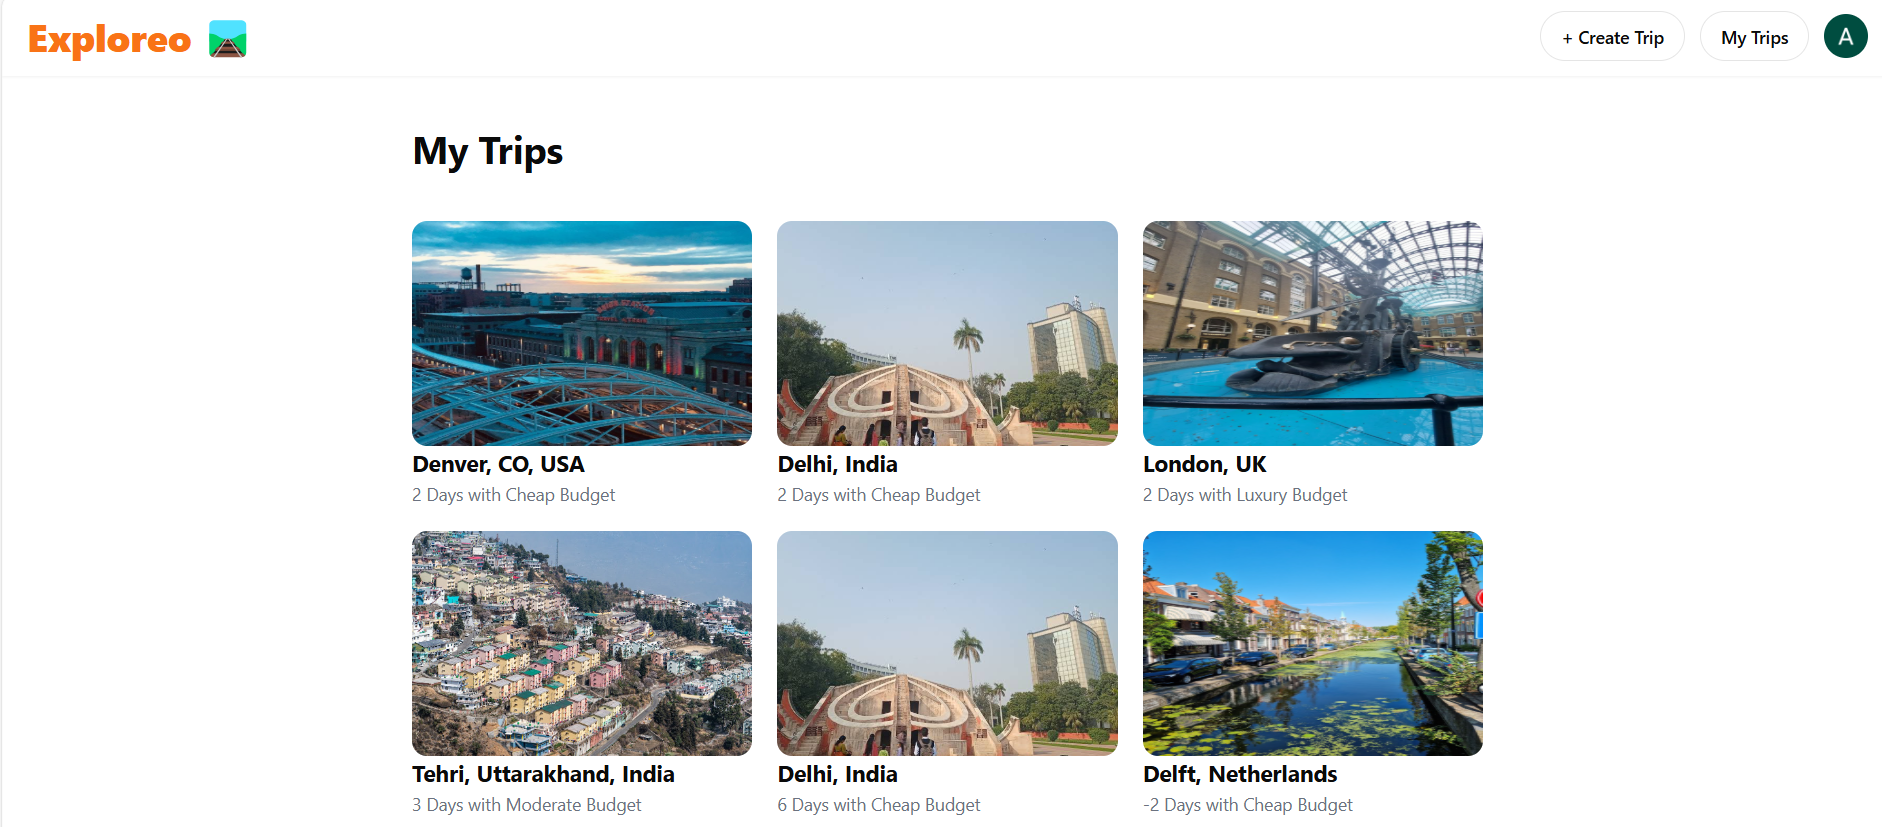 Exploreo
+ Create Trip
My Trips
A
My Trips
Denver, CO, USA
2 Days with Cheap Budget
Delhi, India
2 Days with Cheap Budget
London, UK
2 Days with Luxury Budget
Tehri, Uttarakhand, India
3 Days with Moderate Budget
Delhi, India
6 Days with Cheap Budget
Delft, Netherlands
-2 Days with Cheap Budget